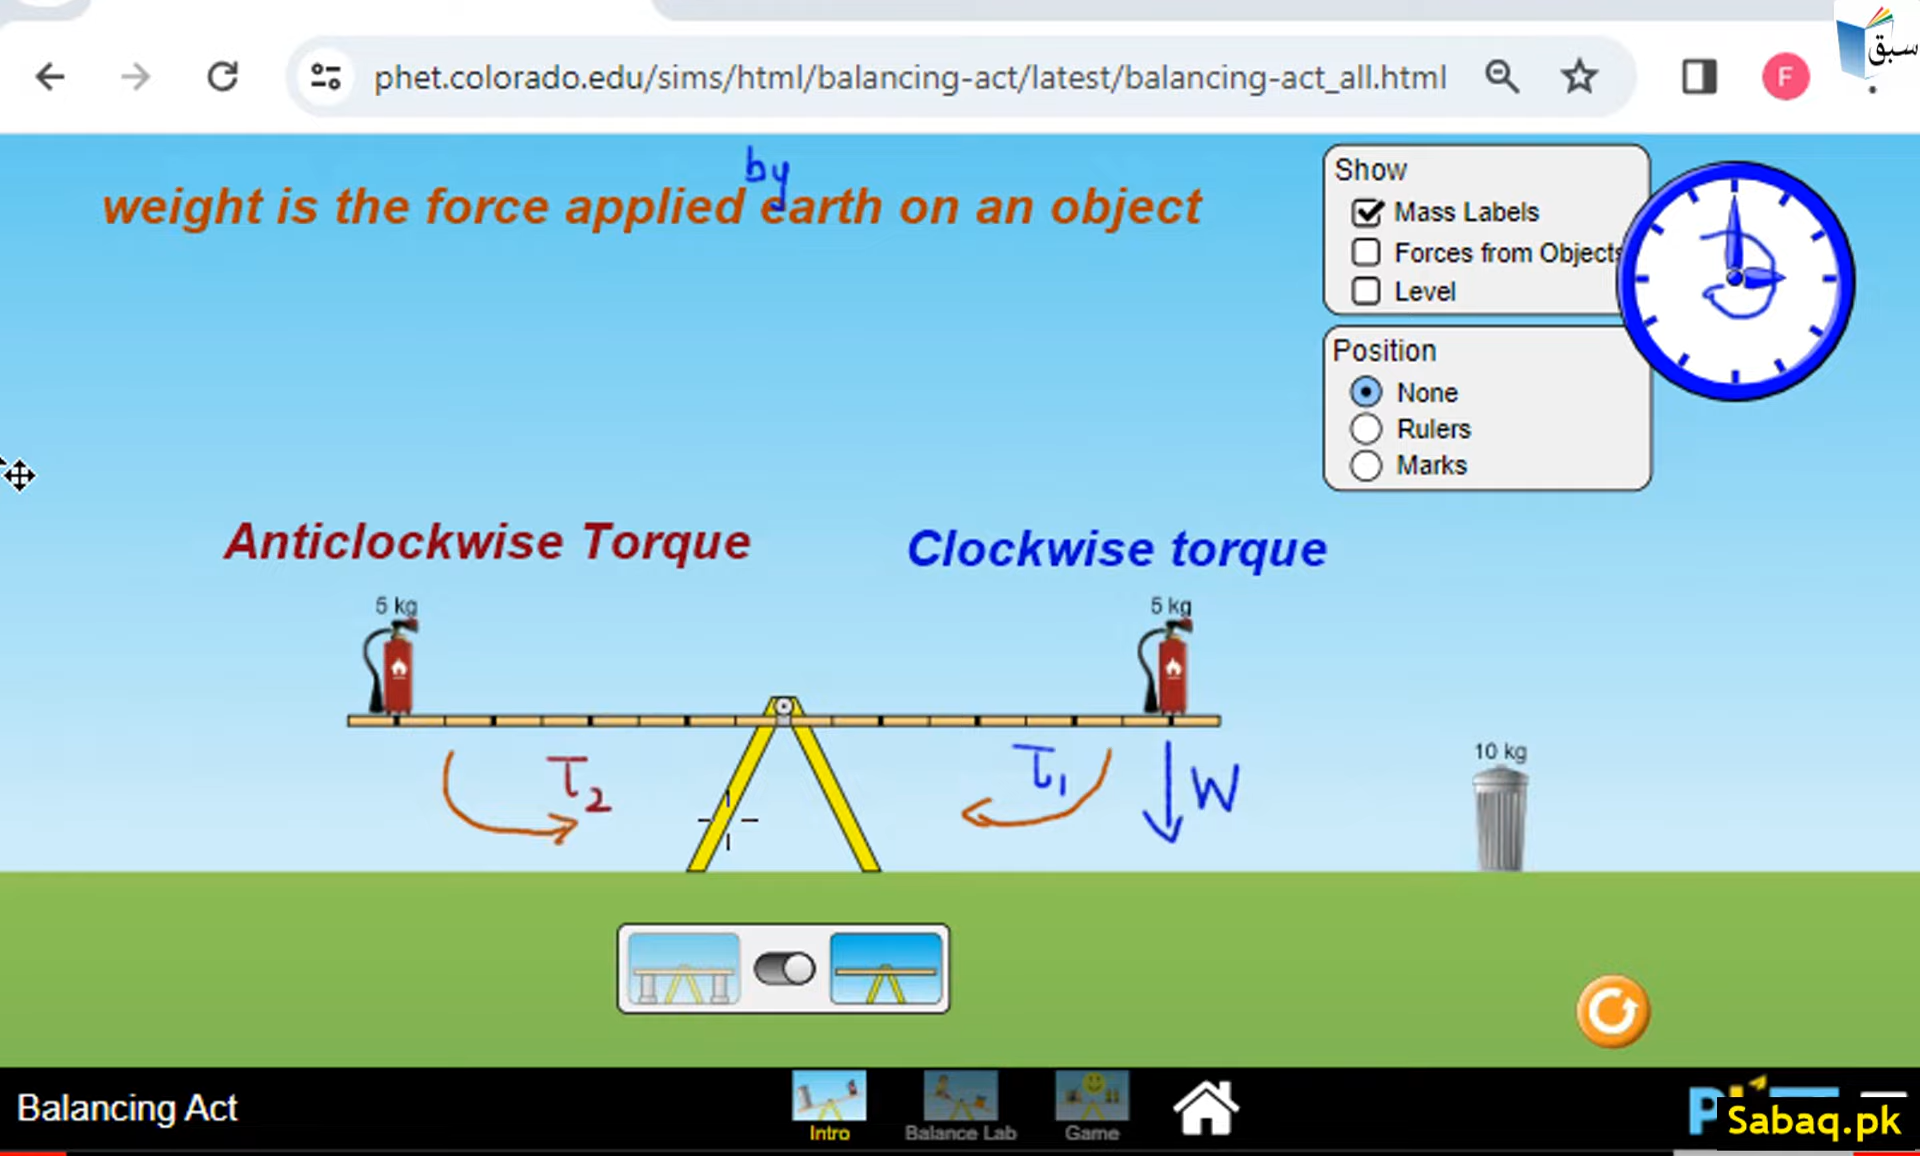 سبق
phet.colorado.edu/sims/html/balancing-act/latest/balancing-act_all.html
F
by
weight is the force applied earth on an object
Show
Mass Labels
Forces from Objects
Level
Position
None
Rulers
Marks
Anticlockwise Torque
Clockwise torque
5 kg
5 kg
τ2
τ1
W
10 kg
Balancing Act
Intro
Balance Lab
Game
Sabaq.pk